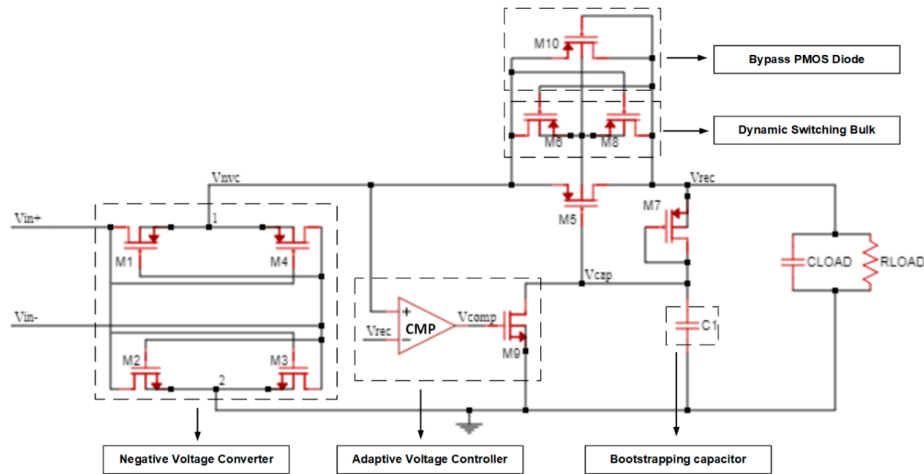 M10
Bypass PMOS Diode
M6
M8
Dynamic Switching Bulk
Vnvc
Vrec
Vin+
1
M5
M7
M1
M4
CLOAD
RLOAD
Vcap
Vin-
+
CMP
Vcomp
Vrec
−
M9
C1
M2
M3
2
Negative Voltage Converter
Adaptive Voltage Controller
Bootstrapping capacitor